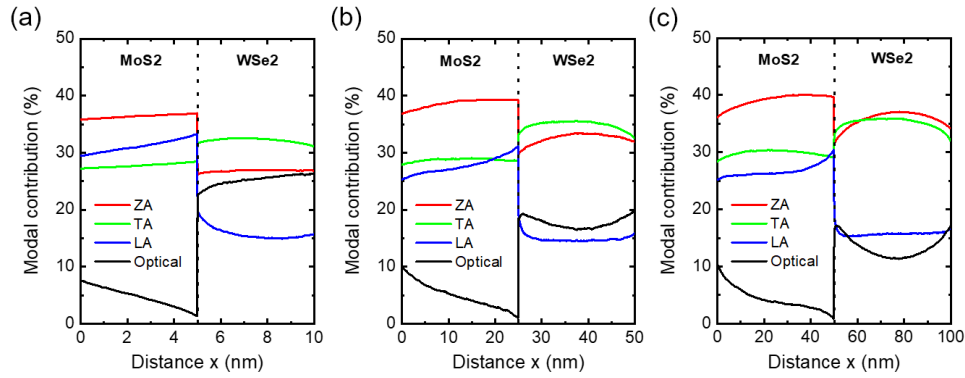 (a)
50
40
30
20
10
0
MoS2 WSe2
ZA
TA
LA
Optical
0 2 4 6 8 10
Modal contribution (%)
Distance x (nm)
(b)
50
40
30
20
10
0
MoS2 WSe2
ZA
TA
LA
Optical
0 10 20 30 40 50
Modal contribution (%)
Distance x (nm)
(c)
50
40
30
20
10
0
MoS2 WSe2
ZA
TA
LA
Optical
0 20 40 60 80 100
Modal contribution (%)
Distance x (nm)